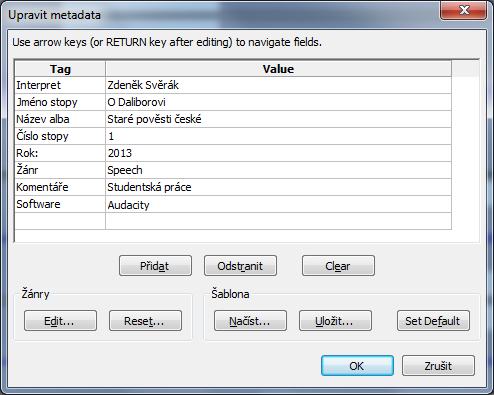 Upravit metadata
Use arrow keys (or RETURN key after editing) to navigate fields.
Tag Value
Interpret Zdeněk Svěrák
Jméno stopy O Daliborovi
Název alba Staré pověsti české
Číslo stopy 1
Rok: 2013
Žánr Speech
Komentáře Studentská práce
Software Audacity
Přidat Odstranit Clear
Žánry Šablona
Edit... Reset... Načíst... Uložit... Set Default
OK Zrušit